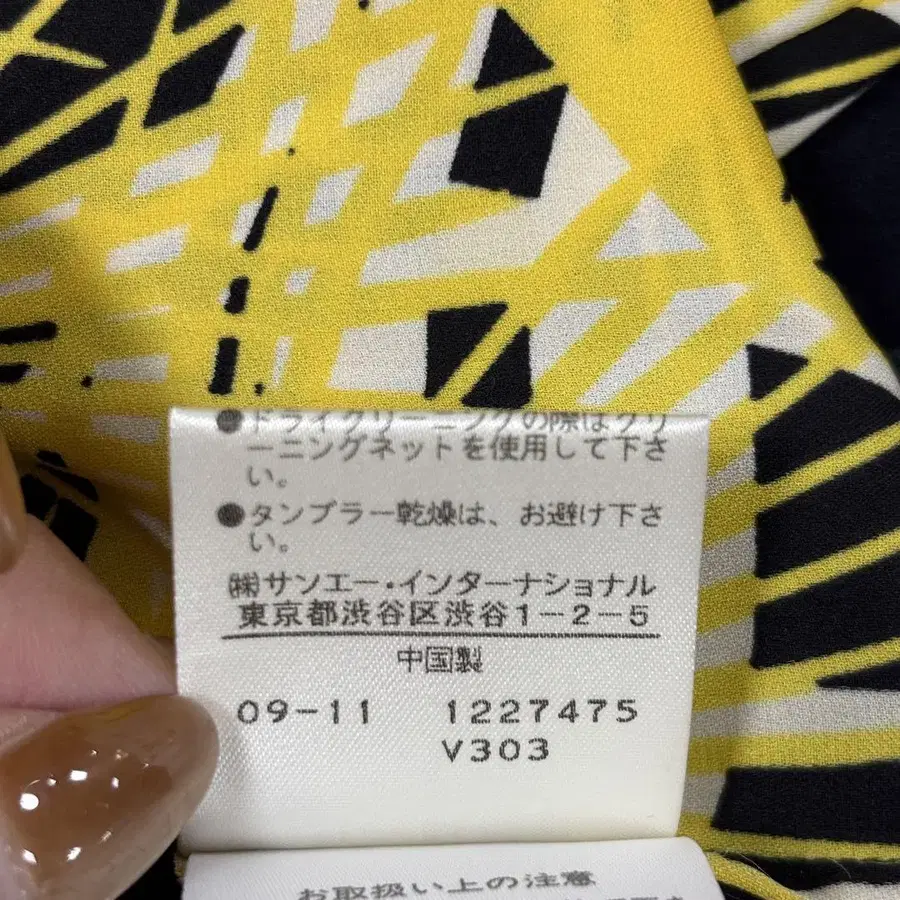 ●ドライクリーニングの際はクリ
ーニングネットを使用して下さ
い。
●タンブラー乾燥は、お避け下さ
い。
㈱サンエー・インターナショナル
東京都渋谷区渋谷1-2-5
中国製
09-11 1227475
V303
お取扱い上の注意